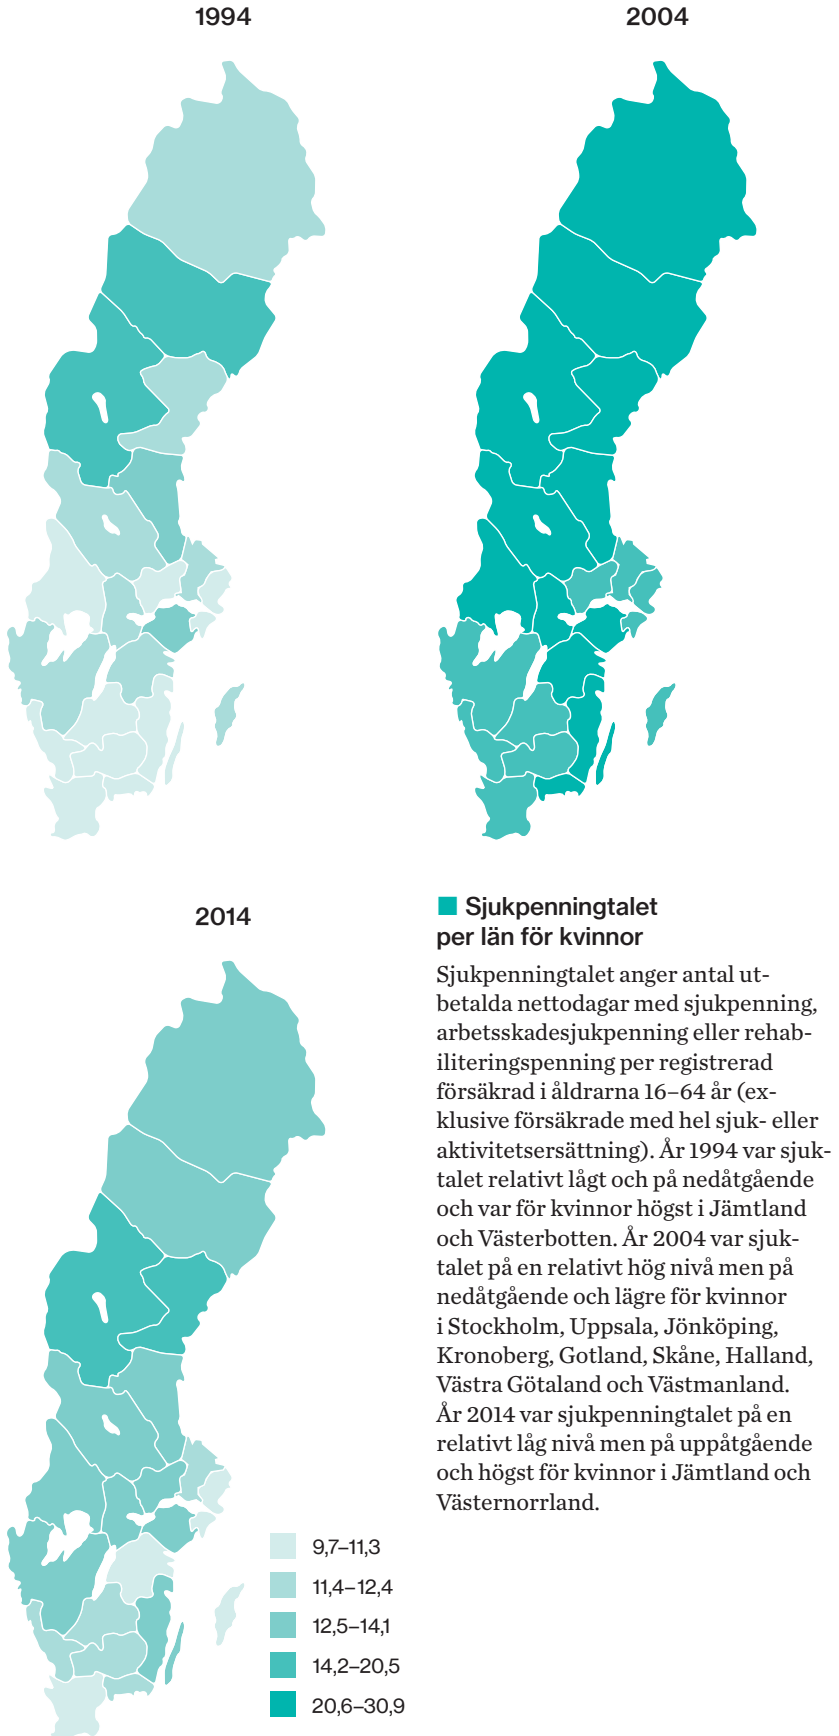 1994
2004
2014
■ Sjukpenningtalet
per län för kvinnor
Sjukpenningtalet anger antal ut-
betalda nettodagar med sjukpenning,
arbetsskadesjukpenning eller rehab-
iliteringspenning per registrerad
försäkrad i åldrarna 16–64 år (ex-
klusive försäkrade med hel sjuk- eller
aktivitetsersättning). År 1994 var sjuk-
talet relativt lågt och på nedåtgående
och var för kvinnor högst i Jämtland
och Västerbotten. År 2004 var sjuk-
talet på en relativt hög nivå men på
nedåtgående och lägre för kvinnor
i Stockholm, Uppsala, Jönköping,
Kronoberg, Gotland, Skåne, Halland,
Västra Götaland och Västmanland.
År 2014 var sjukpenningtalet på en
relativt låg nivå men på uppåtgående
och högst för kvinnor i Jämtland och
Västernorrland.
9,7–11,3
11,4–12,4
12,5–14,1
14,2–20,5
20,6–30,9